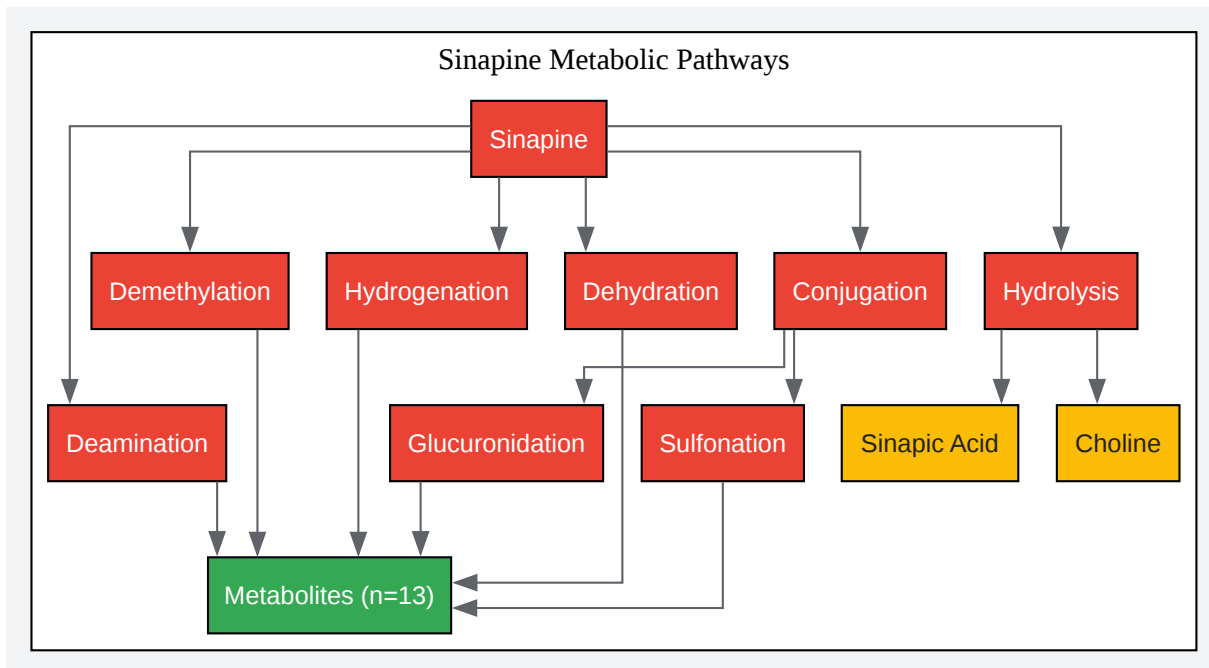 Sinapine Metabolic Pathways
Sinapine
Demethylation
Hydrogenation
Dehydration
Conjugation
Hydrolysis
Deamination
Glucuronidation
Sulfonation
Sinapic Acid
Choline
Metabolites (n=13)